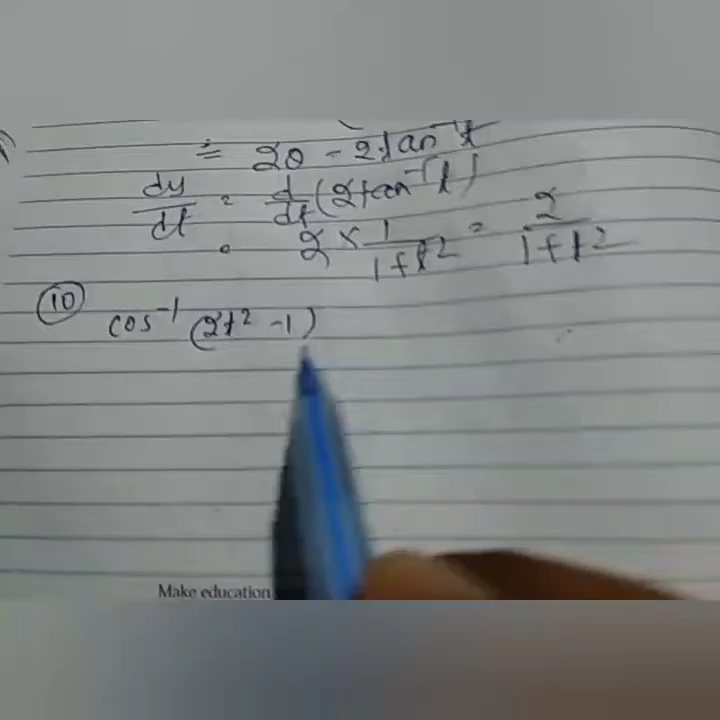 = 2θ = 2tan⁻¹t
dy/dt = d/dt (2tan⁻¹t)
= 2 × 1/1+t² = 2/1+t²
(10) cos⁻¹ (2t² -1)
Make education